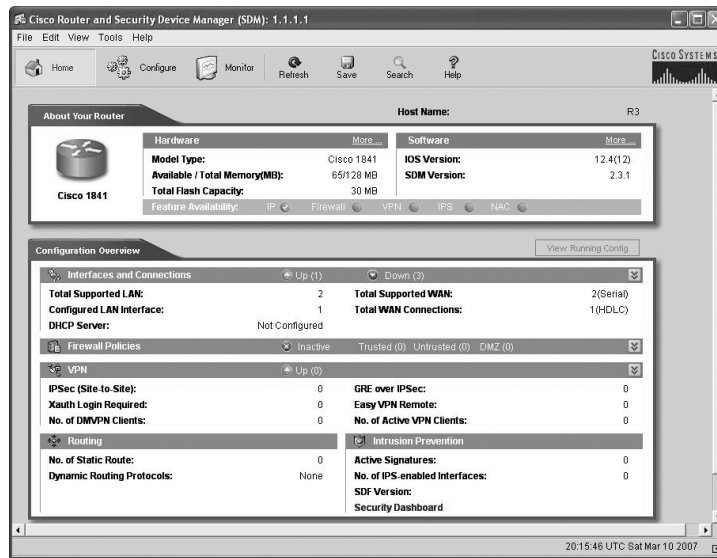 Cisco Router and Security Device Manager (SDM): 1.1.1.1
File Edit View Tools Help
Home Configure Monitor Refresh Save Search Help
CISCO SYSTEMS
About Your Router Host Name: R3
Cisco 1841
Hardware More ...
Model Type: Cisco 1841
Available / Total Memory(MB): 65/128 MB
Total Flash Capacity: 30 MB
Software More ...
IOS Version: 12.4(12)
SDM Version: 2.3.1
Feature Availability: IP Firewall VPN IPS NAC
Configuration Overview View Running Config
Interfaces and Connections Up (1) Down (3)
Total Supported LAN: 2 Total Supported WAN: 2(Serial)
Configured LAN Interface: 1 Total WAN Connections: 1(HDLC)
DHCP Server: Not Configured
Firewall Policies Inactive Trusted (0) Untrusted (0) DMZ (0)
VPN Up (0)
IPSec (Site-to-Site): 0 GRE over IPSec: 0
Xauth Login Required: 0 Easy VPN Remote: 0
No. of DMVPN Clients: 0 No. of Active VPN Clients: 0
Routing
No. of Static Route: 0
Dynamic Routing Protocols: None
Intrusion Prevention
Active Signatures: 0
No. of IPS-enabled Interfaces: 0
SDF Version:
Security Dashboard
20:15:46 UTC Sat Mar 10 2007